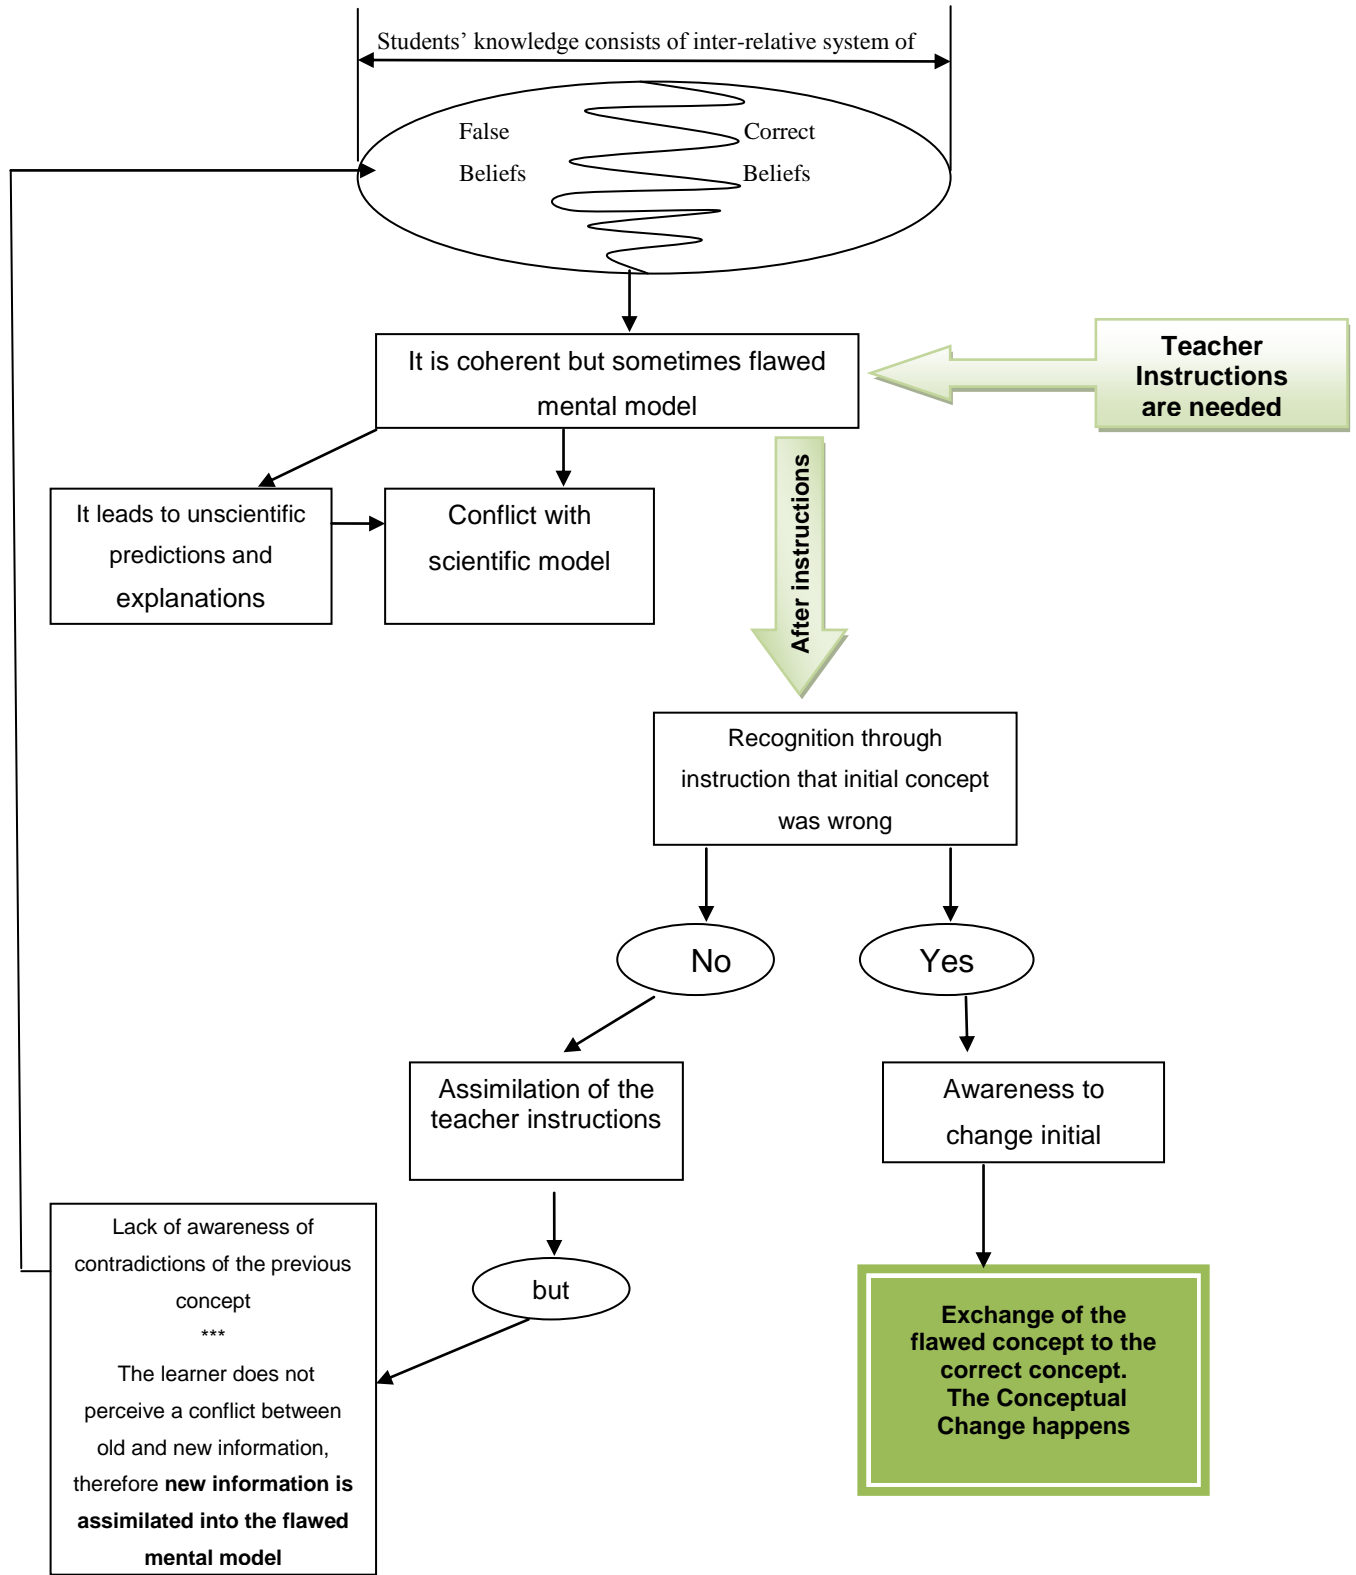 Students’ knowledge consists of inter-relative system of
False
Beliefs
Correct
Beliefs
It is coherent but sometimes flawed
mental model
Teacher
Instructions
are needed
It leads to unscientific
predictions and
explanations
Conflict with
scientific model
After instructions
Recognition through
instruction that initial concept
was wrong
No
Yes
Assimilation of the
teacher instructions
Awareness to
change initial
but
Lack of awareness of
contradictions of the previous
concept
***
The learner does not
perceive a conflict between
old and new information,
therefore new information is
assimilated into the flawed
mental model
Exchange of the
flawed concept to the
correct concept.
The Conceptual
Change happens